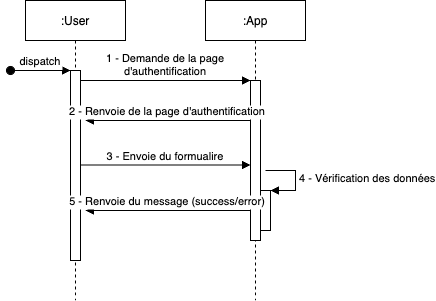 :User
:App
dispatch
1 - Demande de la page
d'authentification
2 - Renvoie de la page d'authentification
3 - Envoie du formualire
4 - Vérification des données
5 - Renvoie du message (success/error)